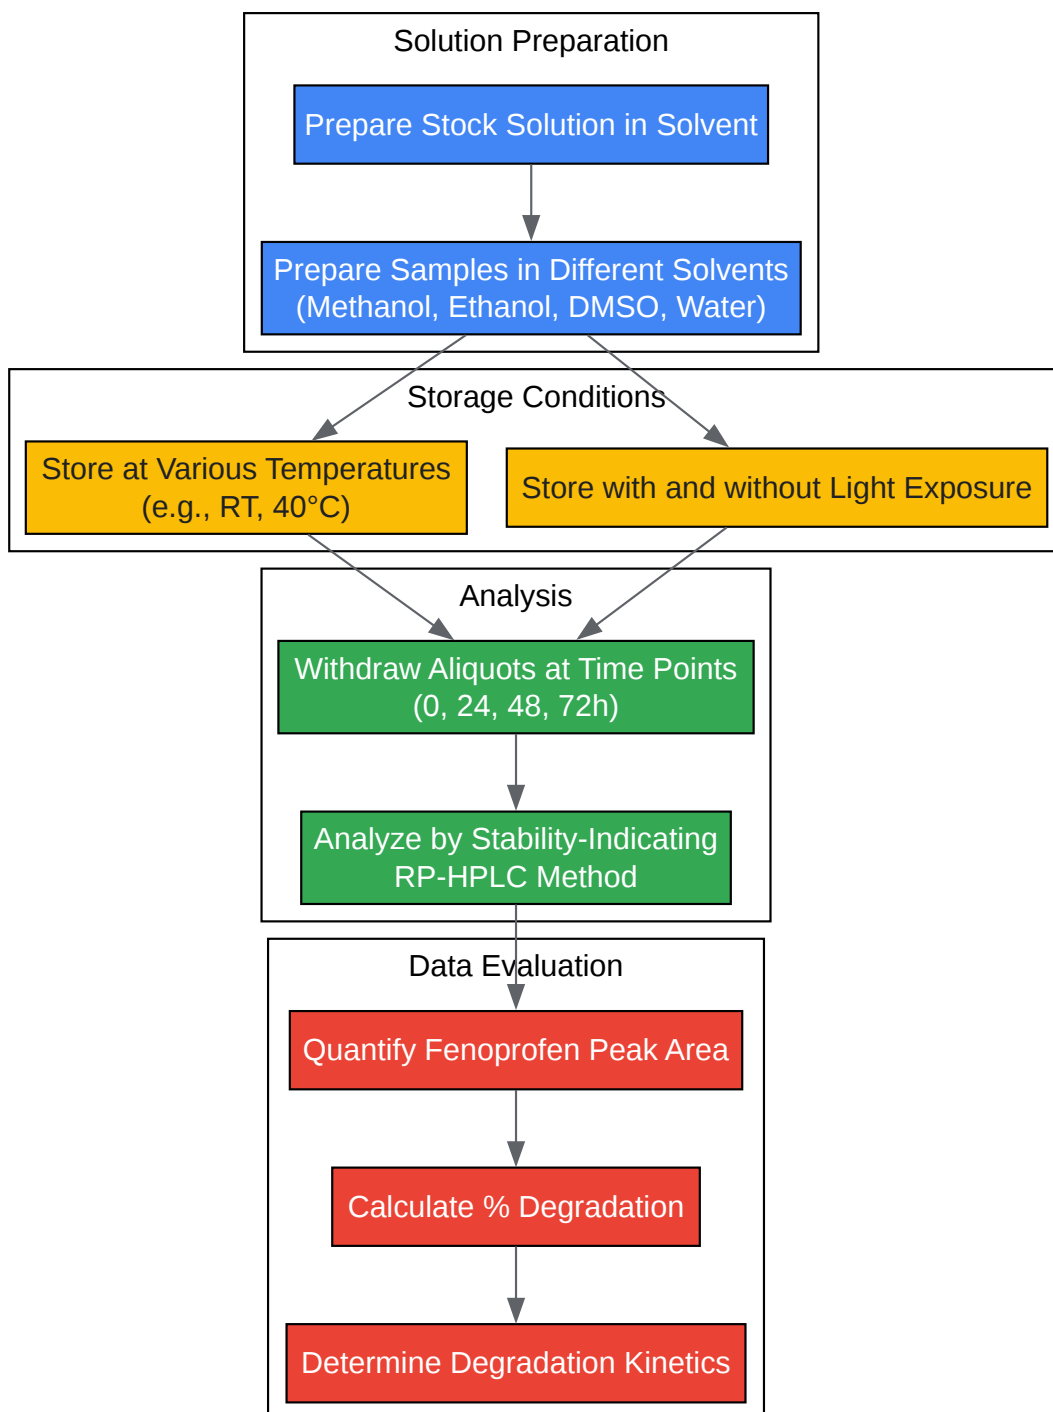 Solution Preparation
Prepare Stock Solution in Solvent
Prepare Samples in Different Solvents
(Methanol, Ethanol, DMSO, Water)
Storage Conditions
Store at Various Temperatures
(e.g., RT, 40°C)
Store with and without Light Exposure
Analysis
Withdraw Aliquots at Time Points
(0, 24, 48, 72h)
Analyze by Stability-Indicating
RP-HPLC Method
Data Evaluation
Quantify Fenoprofen Peak Area
Calculate % Degradation
Determine Degradation Kinetics